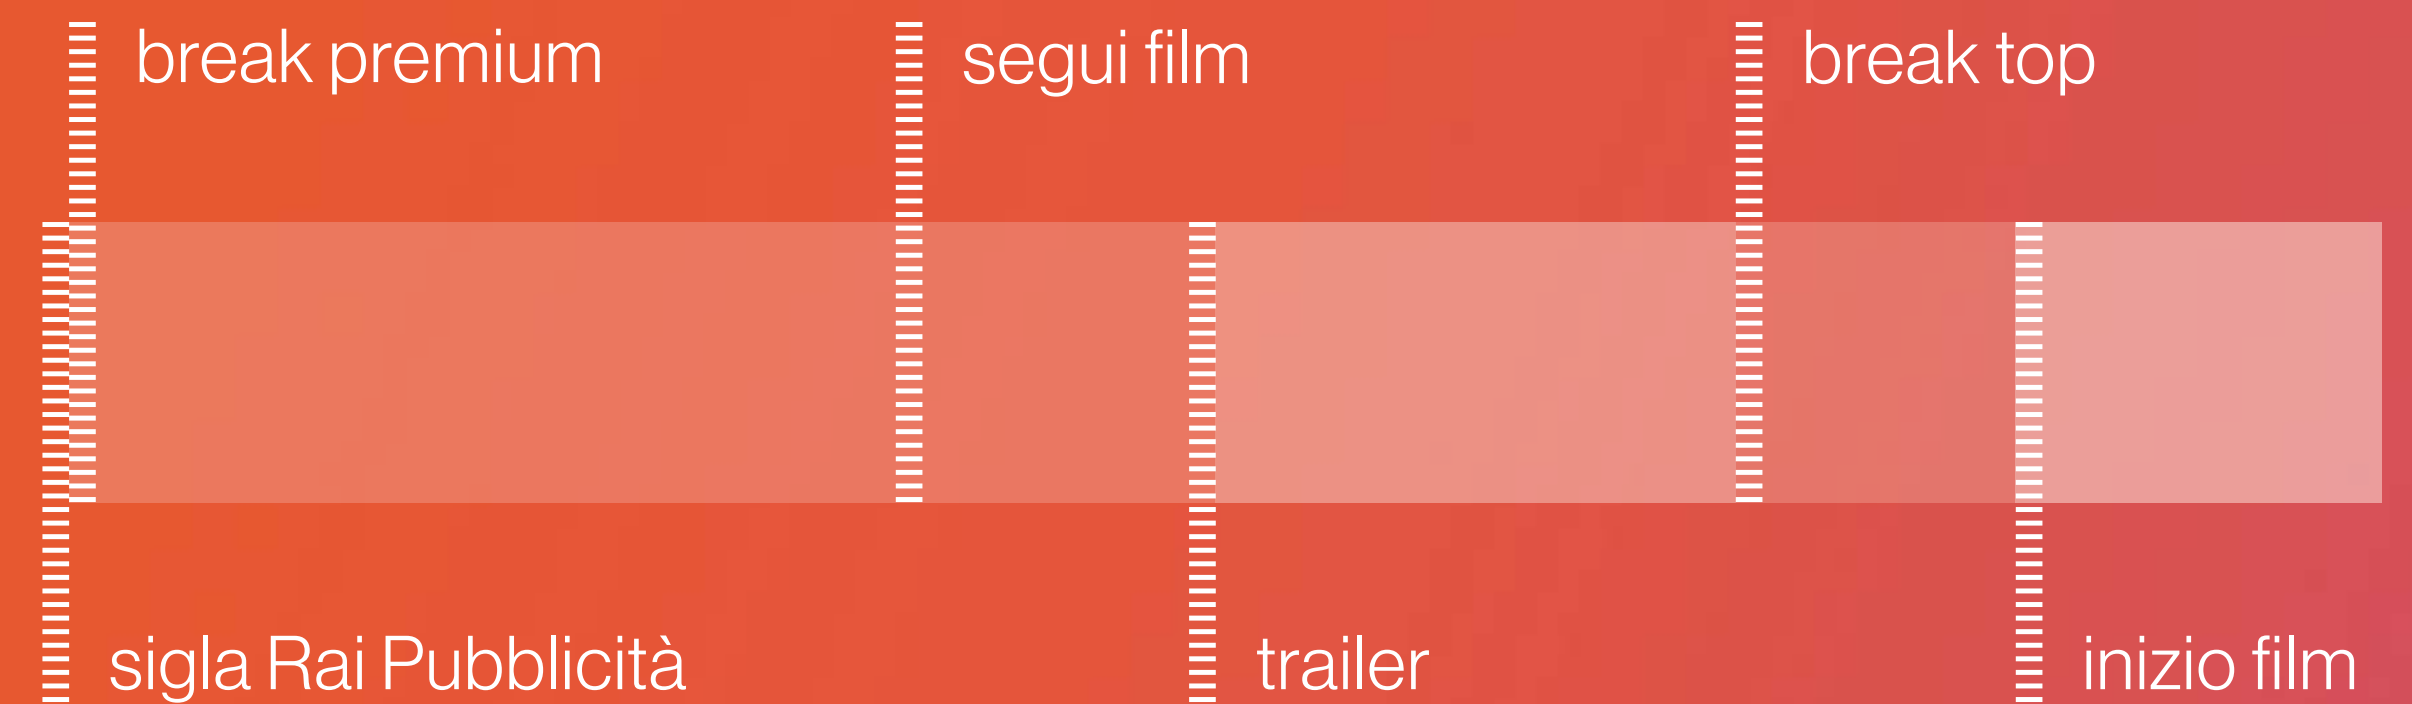 break premium
segui film
break top
sigla Rai Pubblicità
trailer
inizio film